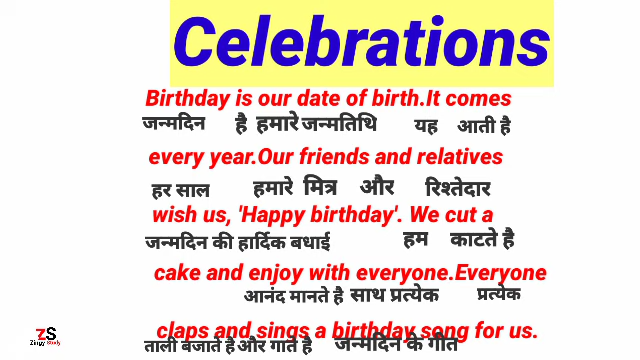 Celebrations
Birthday is our date of birth.It comes
जन्मदिन है हमारे जन्मतिथि यह आती है
every year.Our friends and relatives
हर साल हमारे मित्र और रिश्तेदार
wish us, 'Happy birthday'. We cut a
जन्मदिन की हार्दिक बधाई हम काटते है
cake and enjoy with everyone.Everyone
आनंद मानते है साथ प्रत्येक प्रत्येक
claps and sings a birthday song for us.
ताली बजाते है और गाते है जन्मदिन के गीत
ZS
Zingy Study